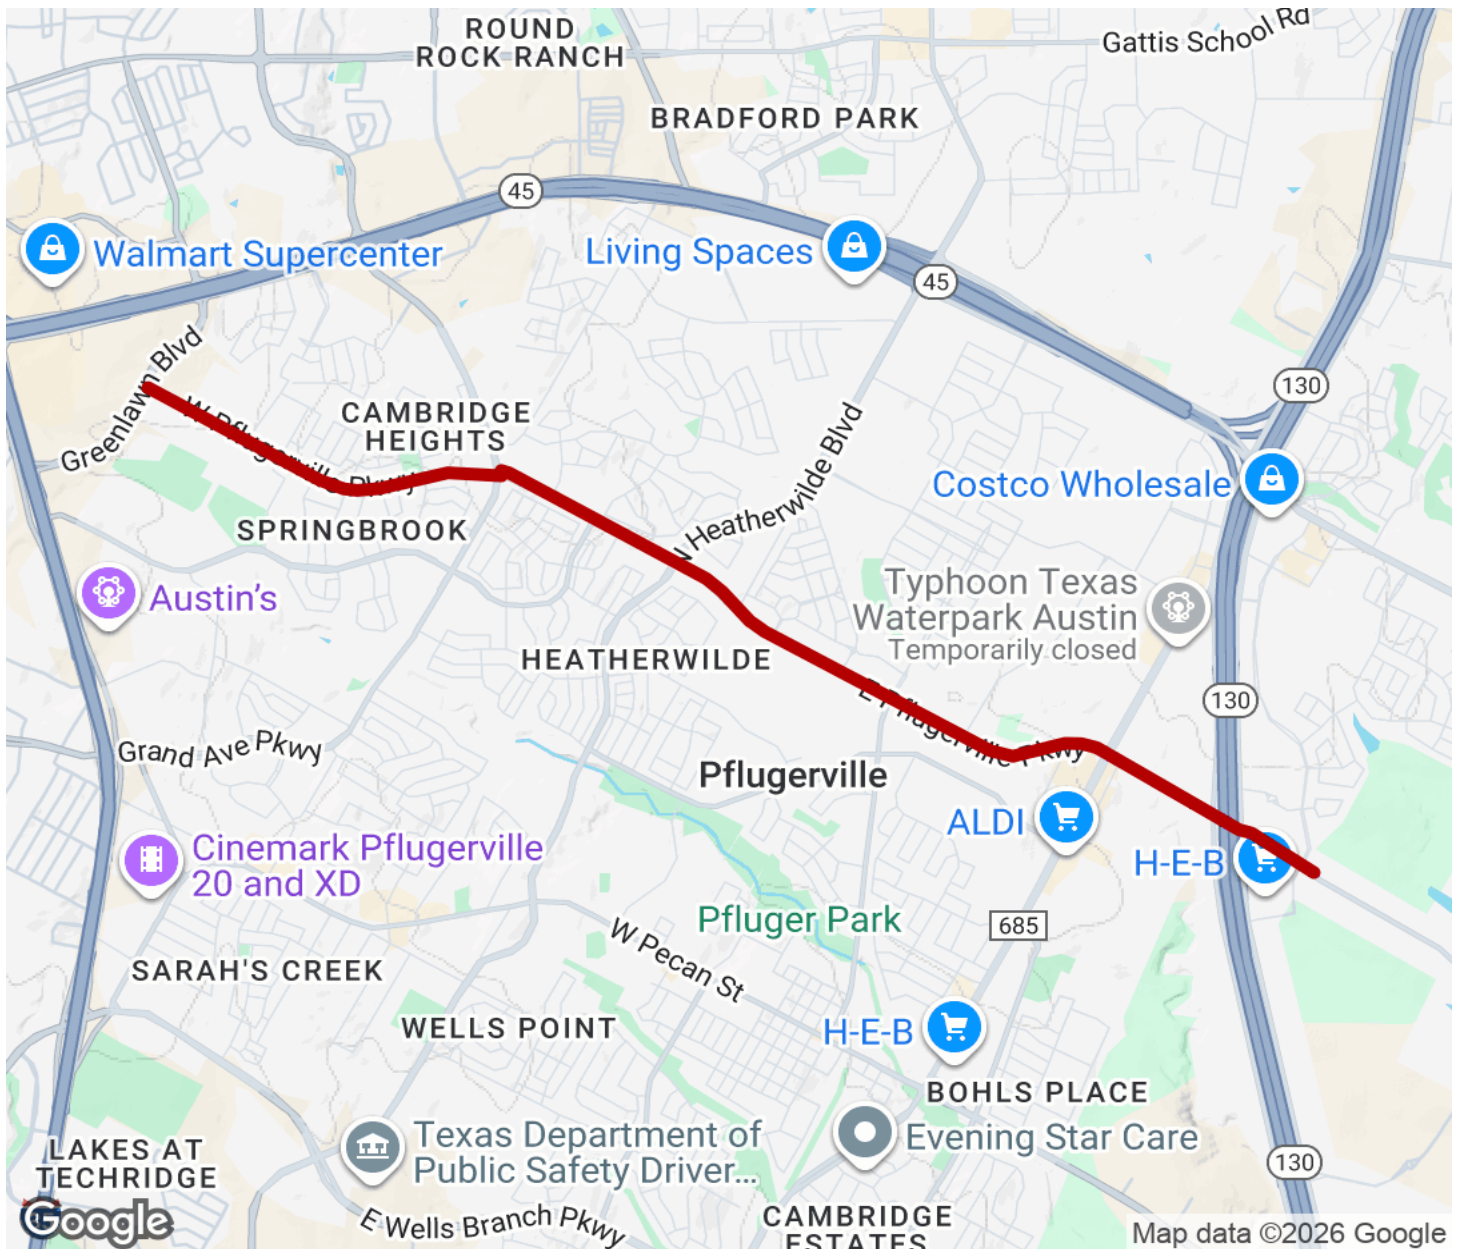 ROUND
ROCK RANCH
Gattis School Rd
BRADFORD PARK
45
Walmart Supercenter
Living Spaces
45
Greenlawn Blvd
130
W Pflugerville Pkwy
CAMBRIDGE
HEIGHTS
N Heatherwilde Blvd
Costco Wholesale
SPRINGBROOK
Austin's
Typhoon Texas
Waterpark Austin
Temporarily closed
HEATHERWILDE
130
E Pflugerville Pkwy
Grand Ave Pkwy
Pflugerville
ALDI
Cinemark Pflugerville
20 and XD
H-E-B
Pfluger Park
685
W Pecan St
SARAH'S CREEK
WELLS POINT
H-E-B
BOHLS PLACE
Texas Department of
Public Safety Driver...
Evening Star Care
LAKES AT
TECHRIDGE
130
Google
E Wells Branch Pkwy
CAMBRIDGE
ESTATES
Map data ©2026 Google